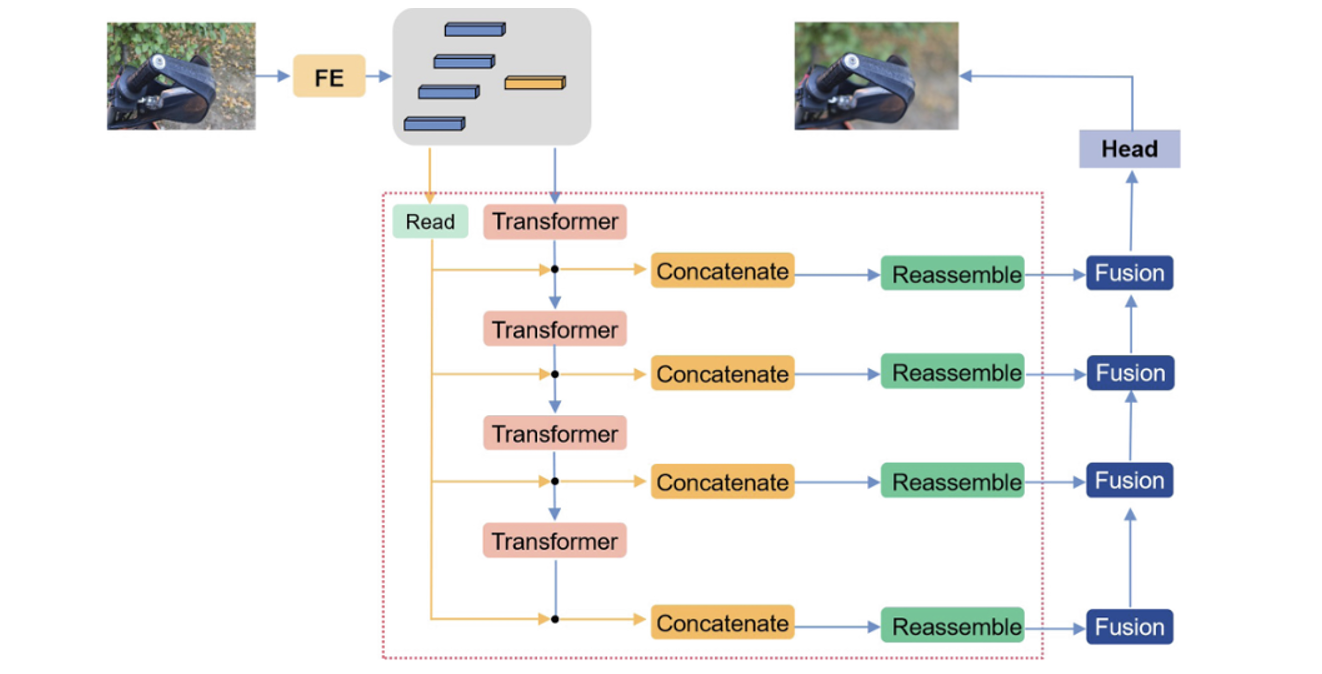 FE
Head
Read
Transformer
Concatenate
Reassemble
Fusion
Transformer
Concatenate
Reassemble
Fusion
Transformer
Concatenate
Reassemble
Fusion
Transformer
Concatenate
Reassemble
Fusion